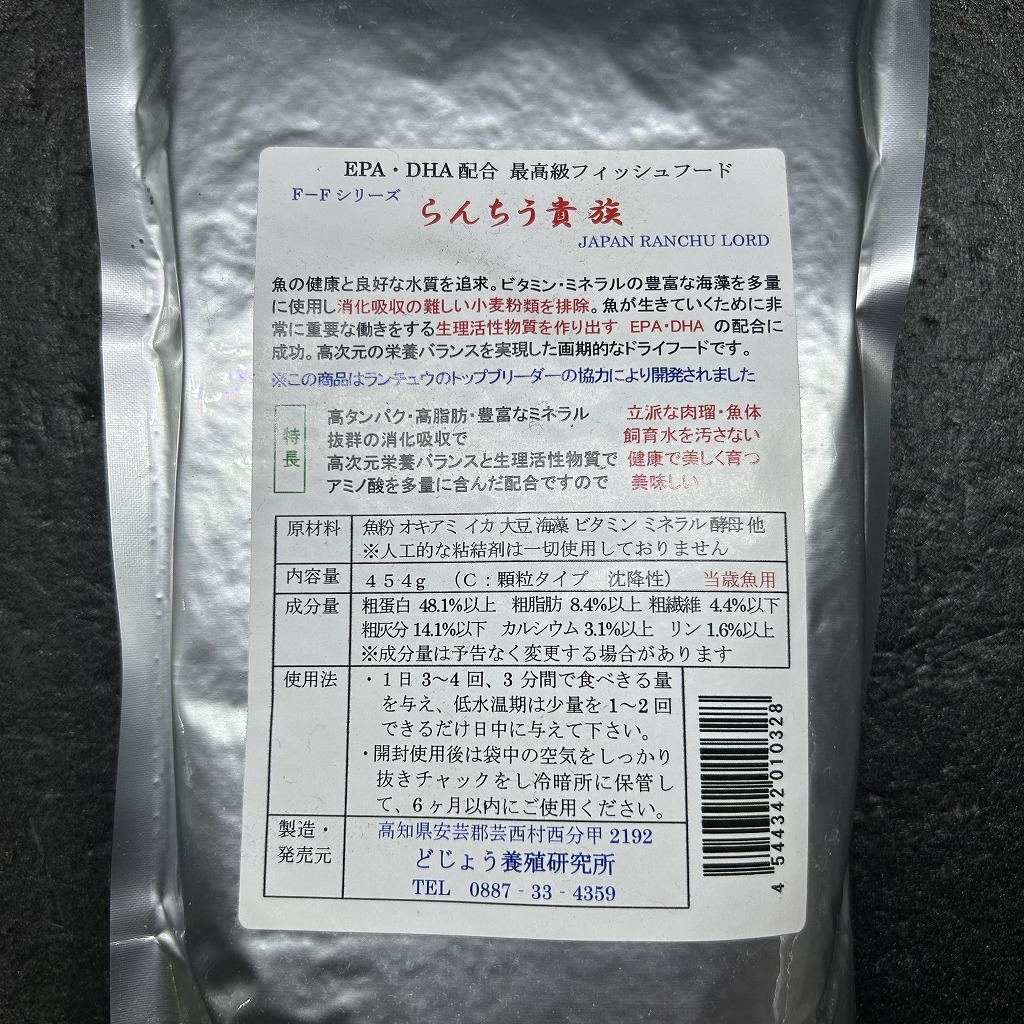 EPA・DHA配合 最高級フィッシュフード
F－Fシリーズ
らんちう貴族
JAPAN RANCHU LORD
魚の健康と良好な水質を追求。ビタミン・ミネラルの豊富な海藻を多量
に使用し消化吸収の難しい小麦粉類を排除。魚が生きていくために非
常に重要な働きをする生理活性物質を作り出す EPA・DHA の配合に
成功。高次元の栄養バランスを実現した画期的なドライフードです。
※この商品はランチュウのトップブリーダーの協力により開発されました
特長
高タンパク・高脂肪・豊富なミネラル 立派な肉瘤・魚体
抜群の消化吸収で 飼育水を汚さない
高次元栄養バランスと生理活性物質で 健康で美しく育つ
アミノ酸を多量に含んだ配合ですので 美味しい
原材料 魚粉 オキアミ イカ 大豆 海藻 ビタミン ミネラル 酵母 他
※人工的な粘結剤は一切使用しておりません
内容量 454g （C：顆粒タイプ 沈降性） 当歳魚用
成分量 粗蛋白 48.1%以上 粗脂肪 8.4%以上 粗繊維 4.4%以下
粗灰分 14.1%以下 カルシウム 3.1%以上 リン 1.6%以上
※成分量は予告なく変更する場合があります
使用法 ・1日3～4回、3分間で食べきる量
を与え、低水温期は少量を1～2回
できるだけ日中に与えて下さい。
・開封使用後は袋中の空気をしっかり
抜きチャックをし冷暗所に保管し
て、6ヶ月以内にご使用ください。
製造・
発売元
高知県安芸郡芸西村西分甲2192
どじょう養殖研究所
TEL 0887-33-4359
4 544342 010328